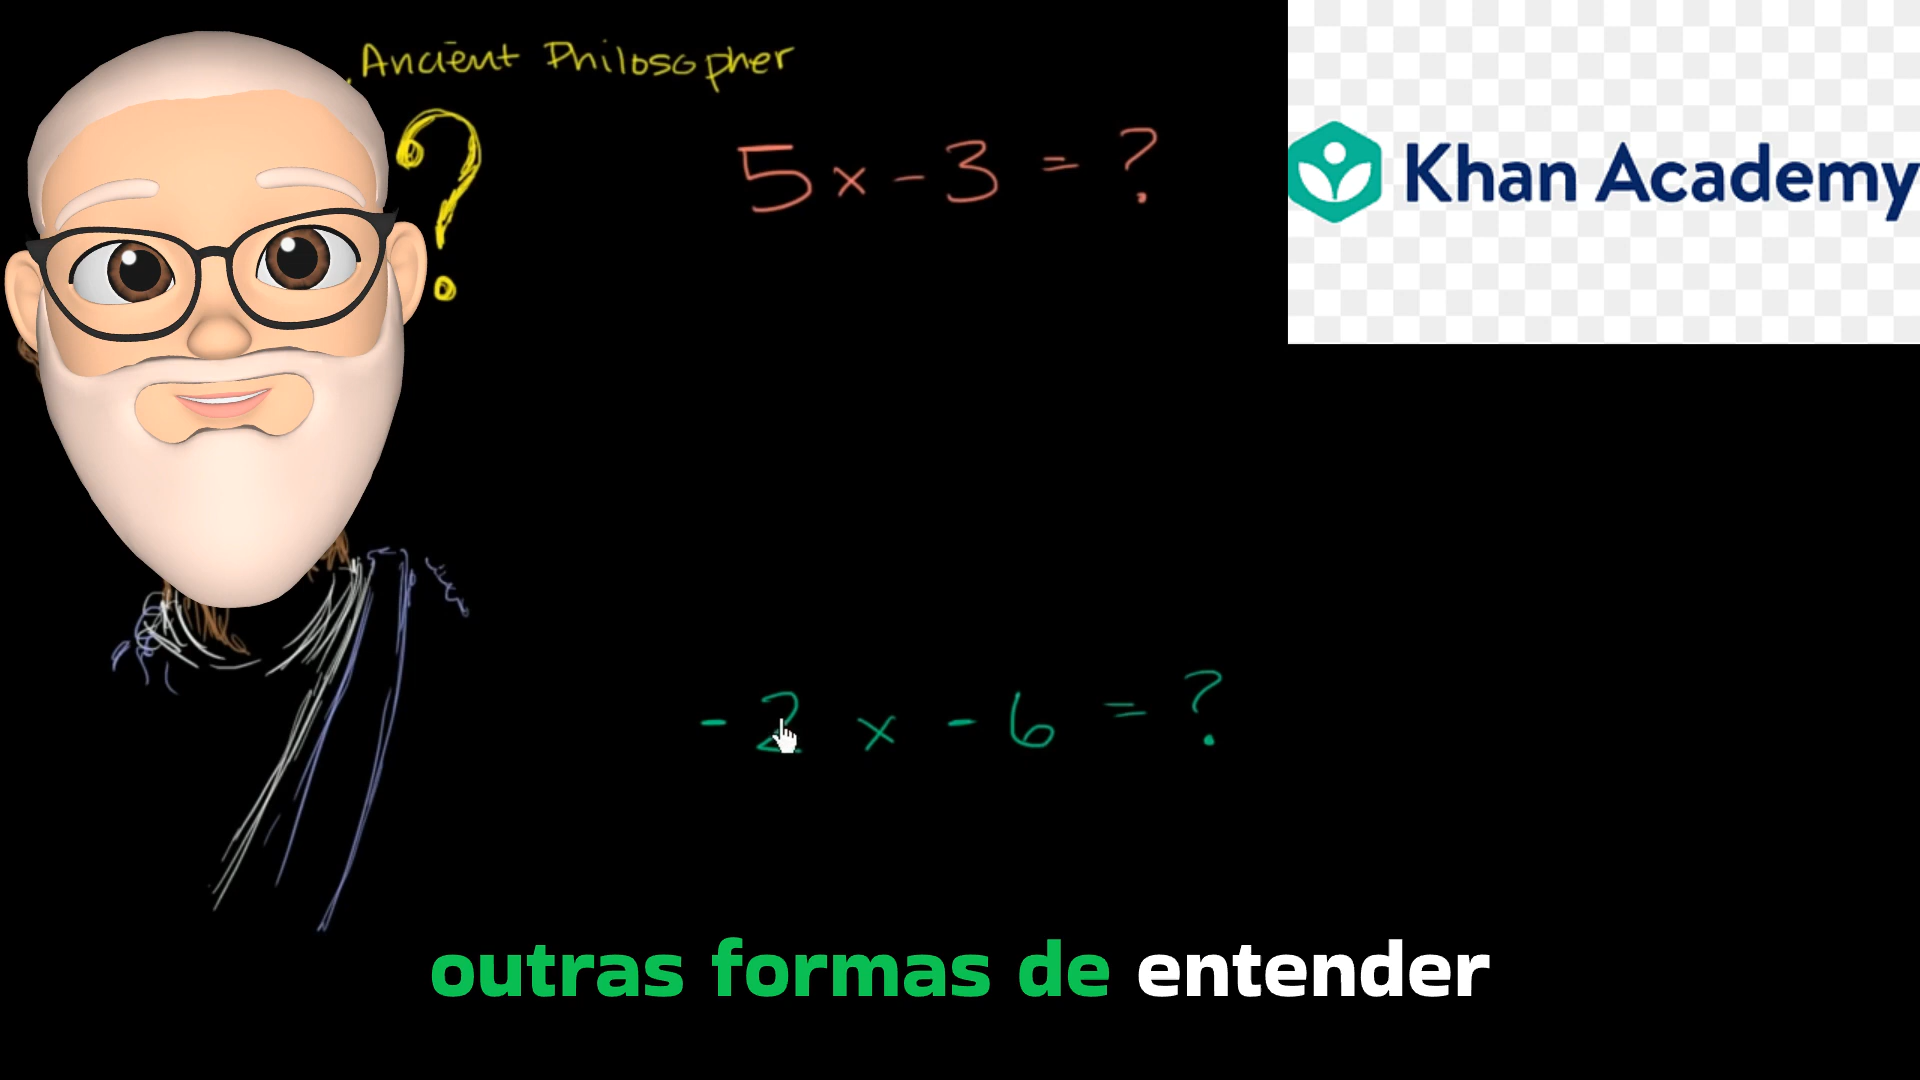 Ancient Philosopher
?
5 x -3 = ?
Khan Academy
-2 x -6 = ?
outras formas de entender